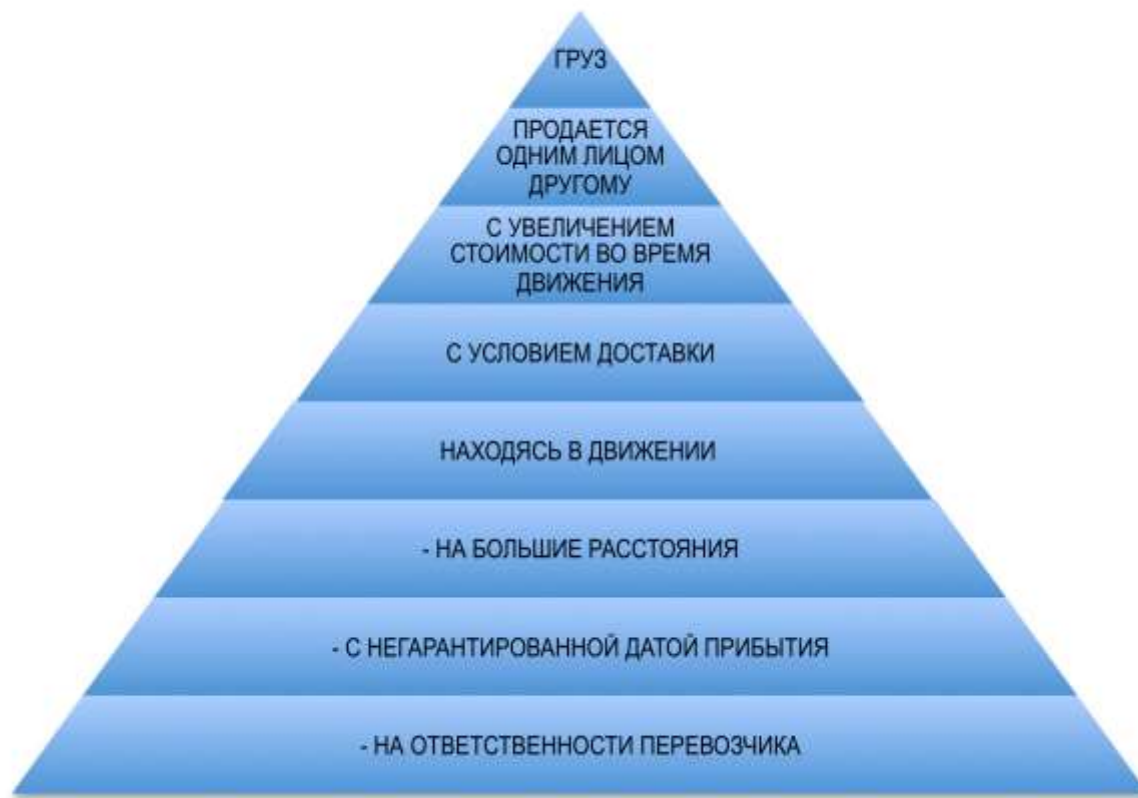 ГРУЗ
ПРОДАЕТСЯ
ОДНИМ ЛИЦОМ
ДРУГОМУ
С УВЕЛИЧЕНИЕМ
СТОИМОСТИ ВО ВРЕМЯ
ДВИЖЕНИЯ
С УСЛОВИЕМ ДОСТАВКИ
НАХОДЯСЬ В ДВИЖЕНИИ
- НА БОЛЬШИЕ РАССТОЯНИЯ
- С НЕГАРАНТИРОВАННОЙ ДАТОЙ ПРИБЫТИЯ
- НА ОТВЕТСТВЕННОСТИ ПЕРЕВОЗЧИКА